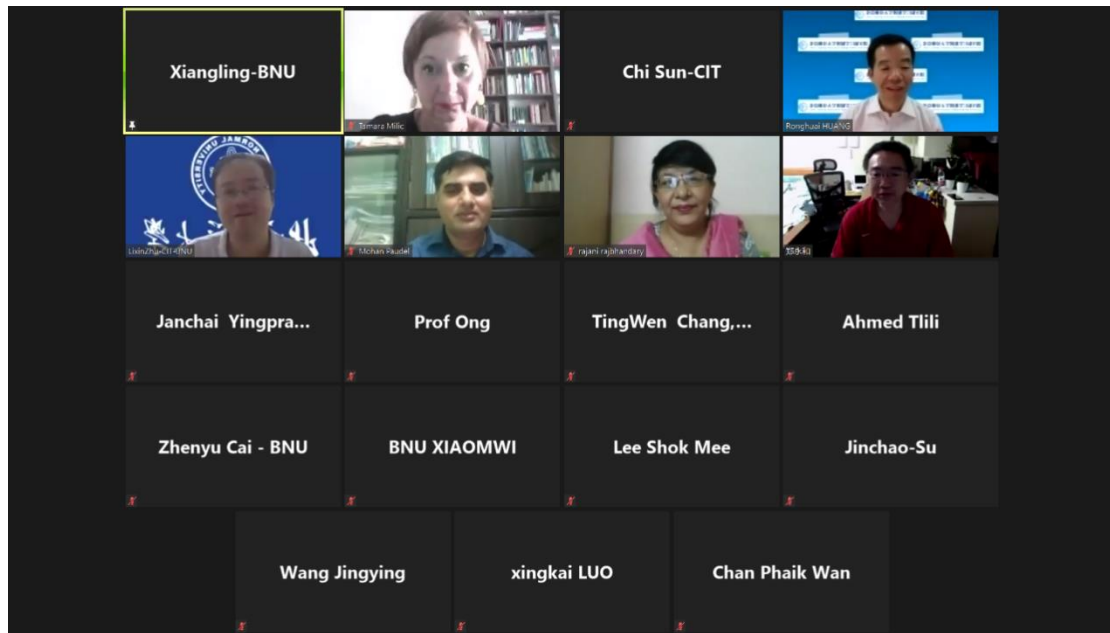 Xiangling-BNU
Tamara Milic
Chi Sun-CIT
Ronghuai HUANG
NORMAL UNIVERSITY
Mohan Paudel
rajani rajbhandary
Janchai Yingpra...
Prof Ong
TingWen Chang,...
Ahmed Tlili
Zhenyu Cai - BNU
BNU XIAOMWI
Lee Shok Mee
Jinchao-Su
Wang Jingying
xingkai LUO
Chan Phaik Wan